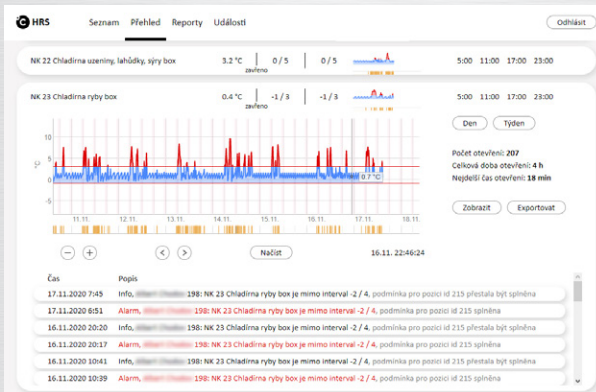 HRS Seznam Přehled Reporty Události Odhlásit
NK 22 Chladírna uzeniny, lahůdky, sýry box 3.2 °C 0 / 5 0 / 5 5:00 11:00 17:00 23:00
zavřeno
NK 23 Chladírna ryby box 0.4 °C -1 / 3 -1 / 3 5:00 11:00 17:00 23:00
zavřeno
Den Týden
10
5
0
-5
°C
0.7 °C
11.11. 12.11. 13.11. 14.11. 15.11. 16.11. 17.11. 18.11.
Počet otevření: 207
Celková doba otevření: 4 h
Nejdelší čas otevření: 18 min
Zobrazit Exportovat
− + < > Načíst 16.11. 22:46:24
Čas Popis
17.11.2020 7:45 Info, 198: NK 23 Chladírna ryby box je mimo interval -2 / 4, podmínka pro pozici id 215 přestala být splněna
17.11.2020 6:51 Alarm, 198: NK 23 Chladírna ryby box je mimo interval -2 / 4, podmínka pro pozici id 215 přestala být splněna
16.11.2020 20:20 Info, 198: NK 23 Chladírna ryby box je mimo interval -2 / 4, podmínka pro pozici id 215 přestala být splněna
16.11.2020 20:17 Alarm, 198: NK 23 Chladírna ryby box je mimo interval -2 / 4, podmínka pro pozici id 215 přestala být splněna
16.11.2020 10:41 Info, 198: NK 23 Chladírna ryby box je mimo interval -2 / 4, podmínka pro pozici id 215 přestala být splněna
16.11.2020 10:39 Alarm, 198: NK 23 Chladírna ryby box je mimo interval -2 / 4, podmínka pro pozici id 215 přestala být splněna